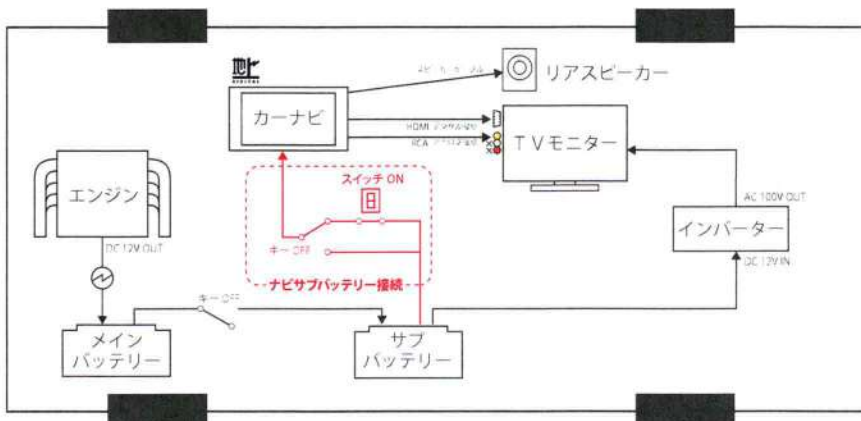 地上
DIGITAL
リアスピーカー
カーナビ
HDMI
RCA
TVモニター
スイッチ ON
エンジン
AC 100V OUT
インバーター
DC 12V OUT
キー OFF
DC 12V IN
ナビサブバッテリー接続
キー OFF
メイン
バッテリー
サブ
バッテリー